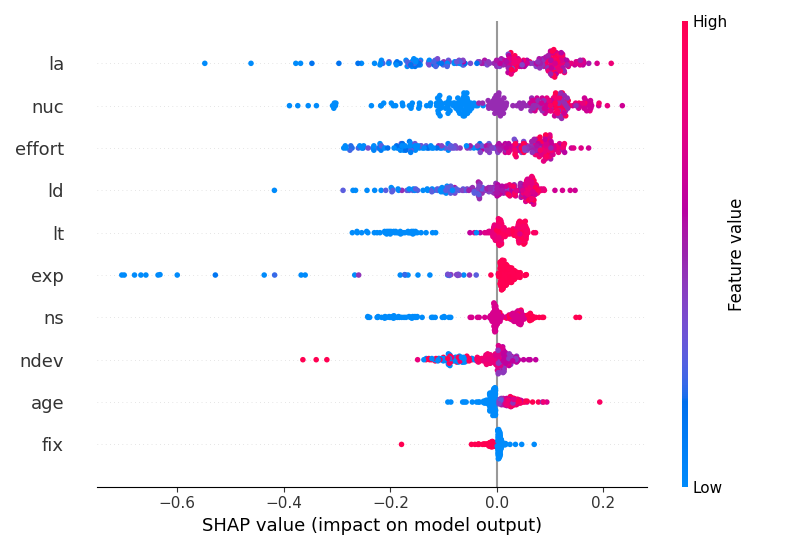 High
la
nuc
effort
ld
lt
exp
ns
ndev
age
fix
Feature value
Low
−0.6 −0.4 −0.2 0.0 0.2
SHAP value (impact on model output)